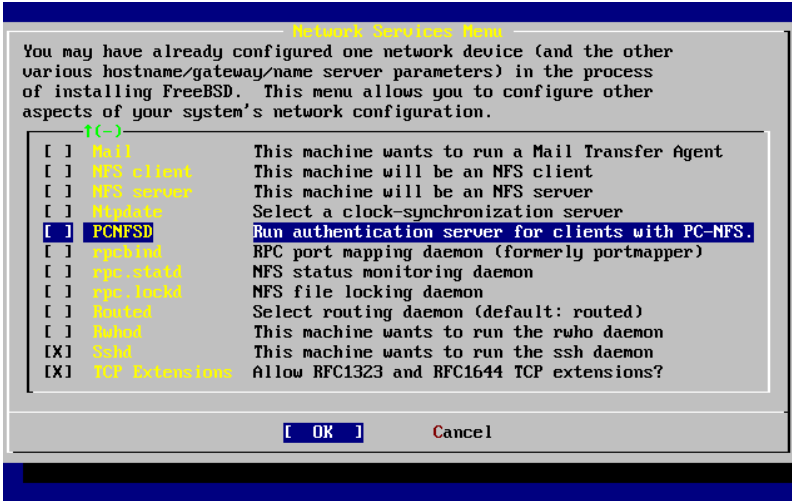 Network Services Menu
You may have already configured one network device (and the other
various hostname/gateway/name server parameters) in the process
of installing FreeBSD.  This menu allows you to configure other
aspects of your system's network configuration.
↑(-)
[ ] Mail            This machine wants to run a Mail Transfer Agent
[ ] NFS client      This machine will be an NFS client
[ ] NFS server      This machine will be an NFS server
[ ] Ntpdate         Select a clock-synchronization server
[ ] PCNFSD          Run authentication server for clients with PC-NFS.
[ ] rpcbind         RPC port mapping daemon (formerly portmapper)
[ ] rpc.statd       NFS status monitoring daemon
[ ] rpc.lockd       NFS file locking daemon
[ ] Routed          Select routing daemon (default: routed)
[ ] Rwhod           This machine wants to run the rwho daemon
[X] Sshd            This machine wants to run the ssh daemon
[X] TCP Extensions  Allow RFC1323 and RFC1644 TCP extensions?
[ OK ]     Cancel